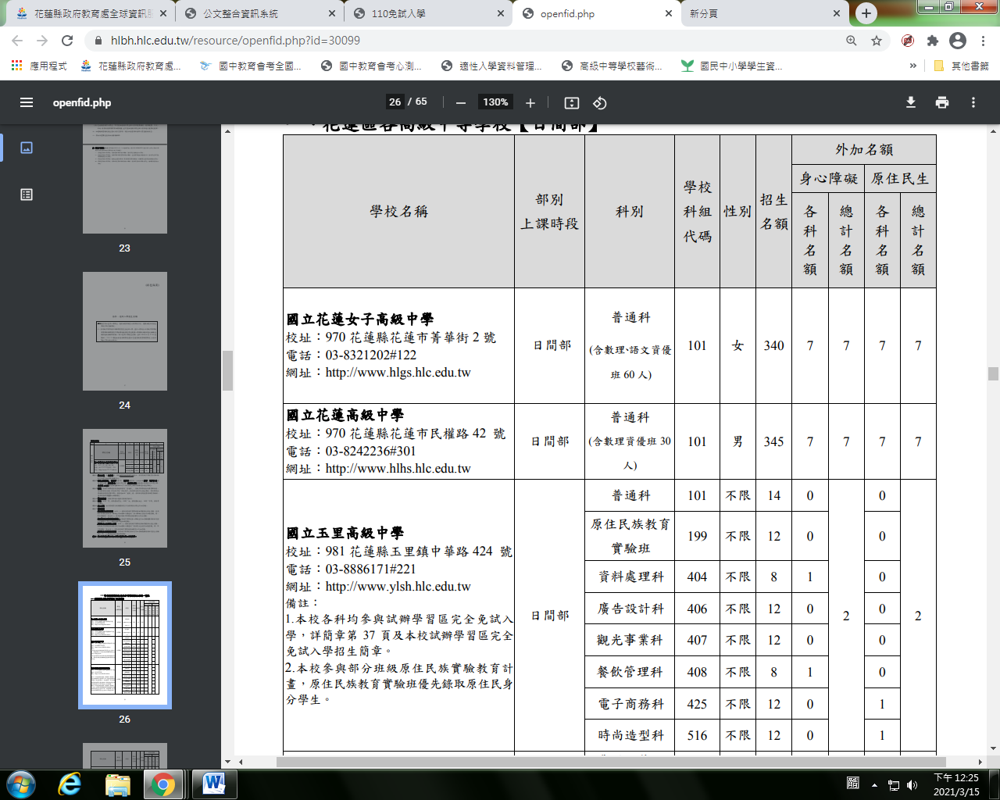 花蓮縣政府教育處全球資訊
公文整合資訊系統
110免試入學
openfid.php
新分頁
hlbh.hlc.edu.tw/resource/openfid.php?id=30099
應用程式
花蓮縣政府教育處...
國中教育會考全國...
國中教育會考心測...
適性入學資料管理...
高級中等學校藝術...
國民中小學學生資...
»
其他書籤
openfid.php
26 / 65
130%
23
24
25
26
花蓮區各高級中等學校【日間部】
學校名稱
部別
上課時段
科別
學校
科組
代碼
性別
招生
名額
外加名額
身心障礙
原住民生
各科名額
總計名額
各科名額
總計名額
國立花蓮女子高級中學
校址：970 花蓮縣花蓮市菁華街 2 號
電話：03-8321202#122
網址：http://www.hlgs.hlc.edu.tw
日間部
普通科
(含數理、語文資優
班 60 人)
101 女 340 7 7 7 7
國立花蓮高級中學
校址：970 花蓮縣花蓮市民權路 42 號
電話：03-8242236#301
網址：http://www.hlhs.hlc.edu.tw
日間部
普通科
(含數理資優班 30
人)
101 男 345 7 7 7 7
國立玉里高級中學
校址：981 花蓮縣玉里鎮中華路 424 號
電話：03-8886171#221
網址：http://www.ylsh.hlc.edu.tw
備註：
1.本校各科均參與試辦學習區完全免試入
學，詳簡章第 37 頁及本校試辦學習區完全
免試入學招生簡章。
2.本校參與部分班級原住民族實驗教育計
畫，原住民族教育實驗班優先錄取原住民身
分學生。
日間部
普通科 101 不限 14 0 0
原住民族教育
實驗班
199 不限 12 0 0
資料處理科 404 不限 8 1 0
廣告設計科 406 不限 12 0 0
2 2
觀光事業科 407 不限 12 0 0
餐飲管理科 408 不限 8 1 0
電子商務科 425 不限 12 0 1
時尚造型科 516 不限 12 0 1
酷
下午 12:25
2021/3/15